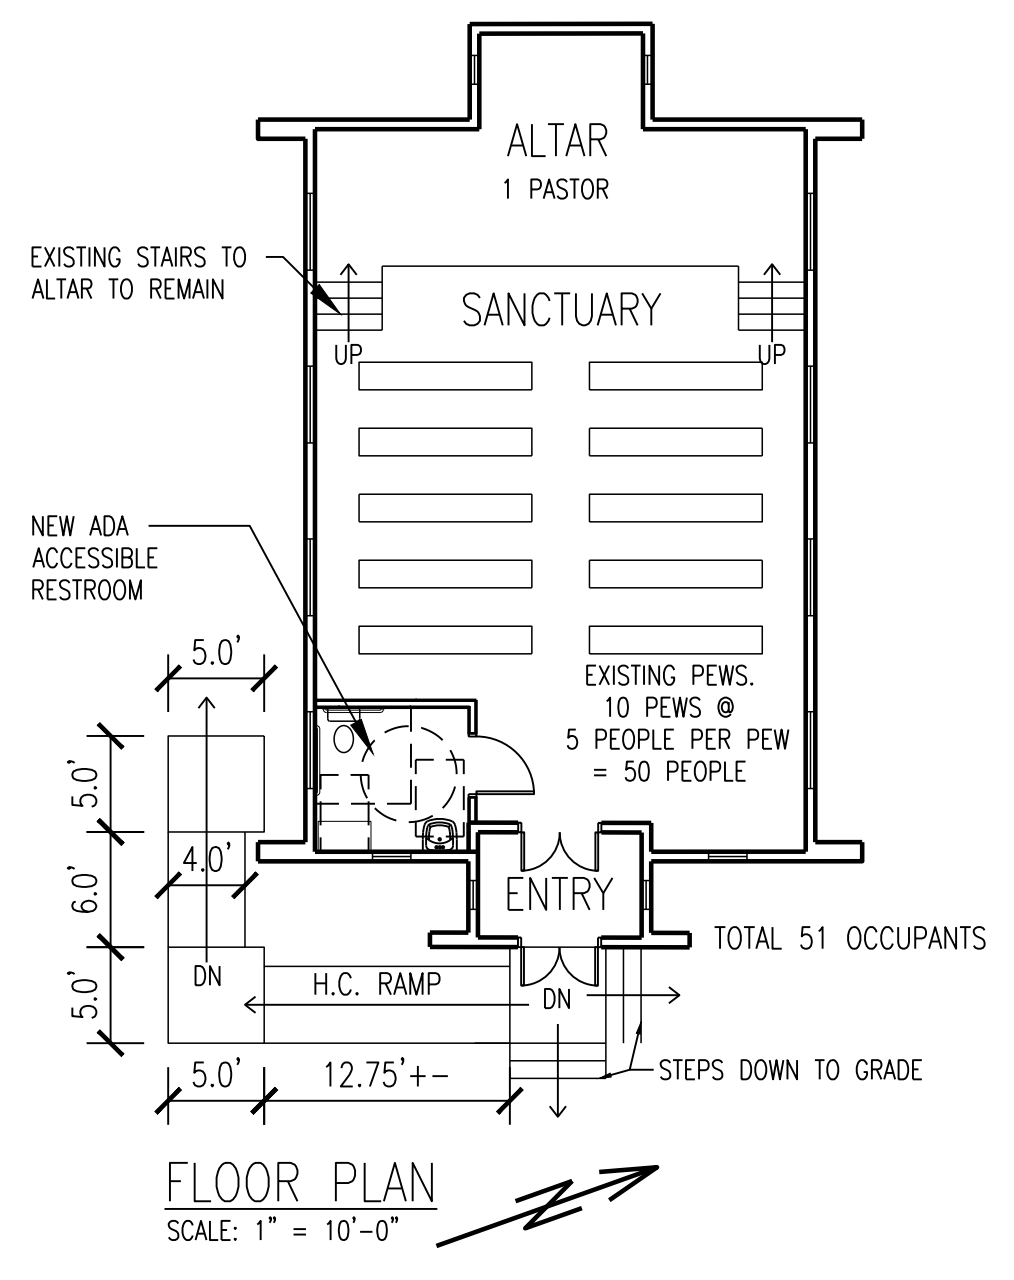 ALTAR
1 PASTOR
EXISTING STAIRS TO
ALTAR TO REMAIN
SANCTUARY
UP
UP
NEW ADA
ACCESSIBLE
RESTROOM
EXISTING PEWS.
10 PEWS @
5 PEOPLE PER PEW
= 50 PEOPLE
5.0'
5.0'
4.0'
6.0'
ENTRY
TOTAL 51 OCCUPANTS
DN
H.C. RAMP
DN
5.0'
5.0'
12.75'+-
STEPS DOWN TO GRADE
FLOOR PLAN
SCALE: 1" = 10'-0"
N